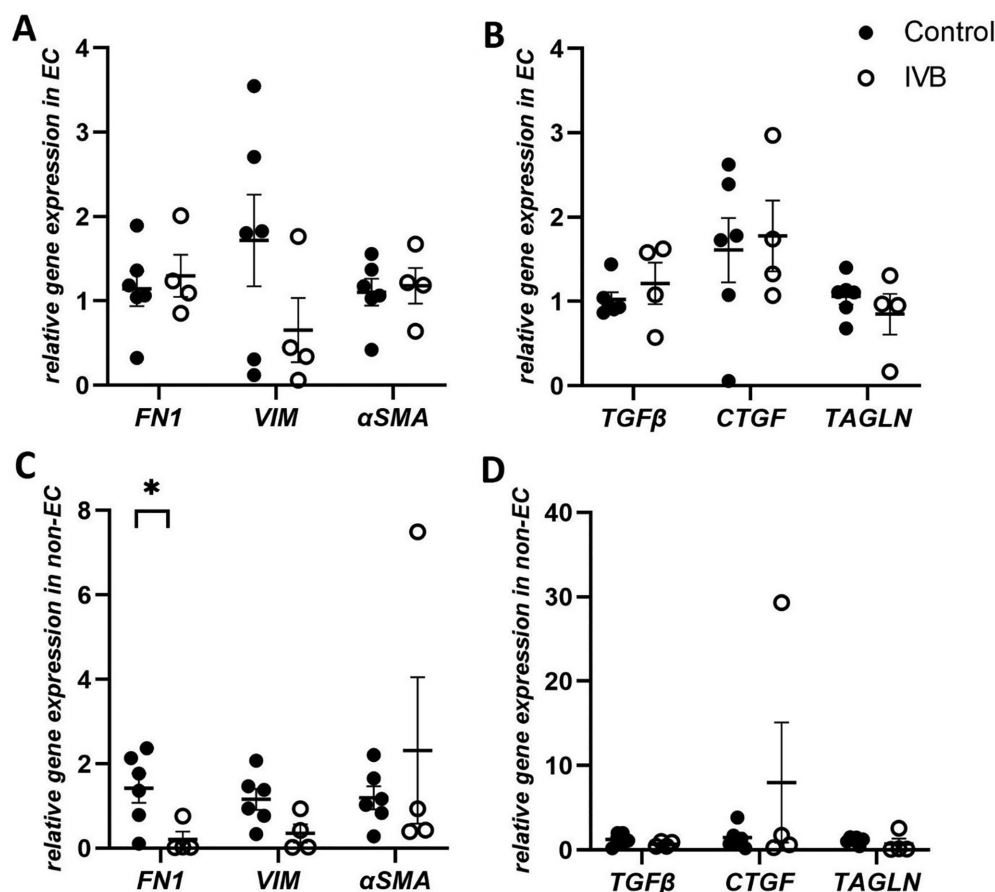 A
relative gene expression in EC
4
3
2
1
0
FN1 VIM αSMA
B
relative gene expression in EC
4
3
2
1
0
TGFβ CTGF TAGLN
Control
IVB
C
relative gene expression in non-EC
8
6
4
2
0
*
FN1 VIM αSMA
D
relative gene expression in non-EC
40
30
20
10
0
TGFβ CTGF TAGLN